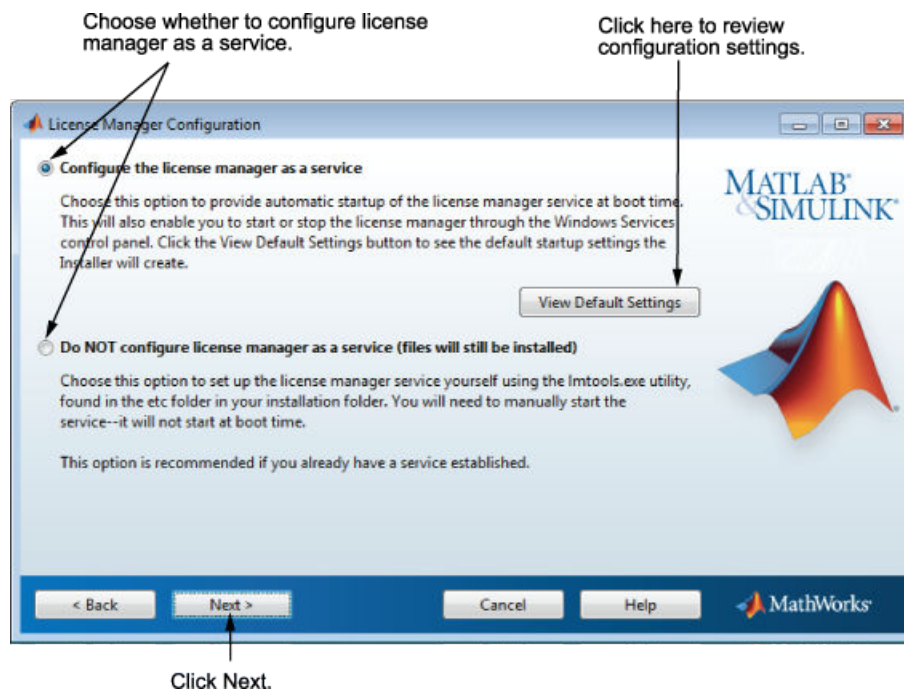 Choose whether to configure license
manager as a service.
Click here to review
configuration settings.
License Manager Configuration
Configure the license manager as a service
Choose this option to provide automatic startup of the license manager service at boot time.
This will also enable you to start or stop the license manager through the Windows Services
control panel. Click the View Default Settings button to see the default startup settings the
Installer will create.
MATLAB®
&SIMULINK®
View Default Settings
Do NOT configure license manager as a service (files will still be installed)
Choose this option to set up the license manager service yourself using the lmtools.exe utility,
found in the etc folder in your installation folder. You will need to manually start the
service--it will not start at boot time.
This option is recommended if you already have a service established.
< Back
Next >
Cancel
Help
MathWorks®
Click Next.